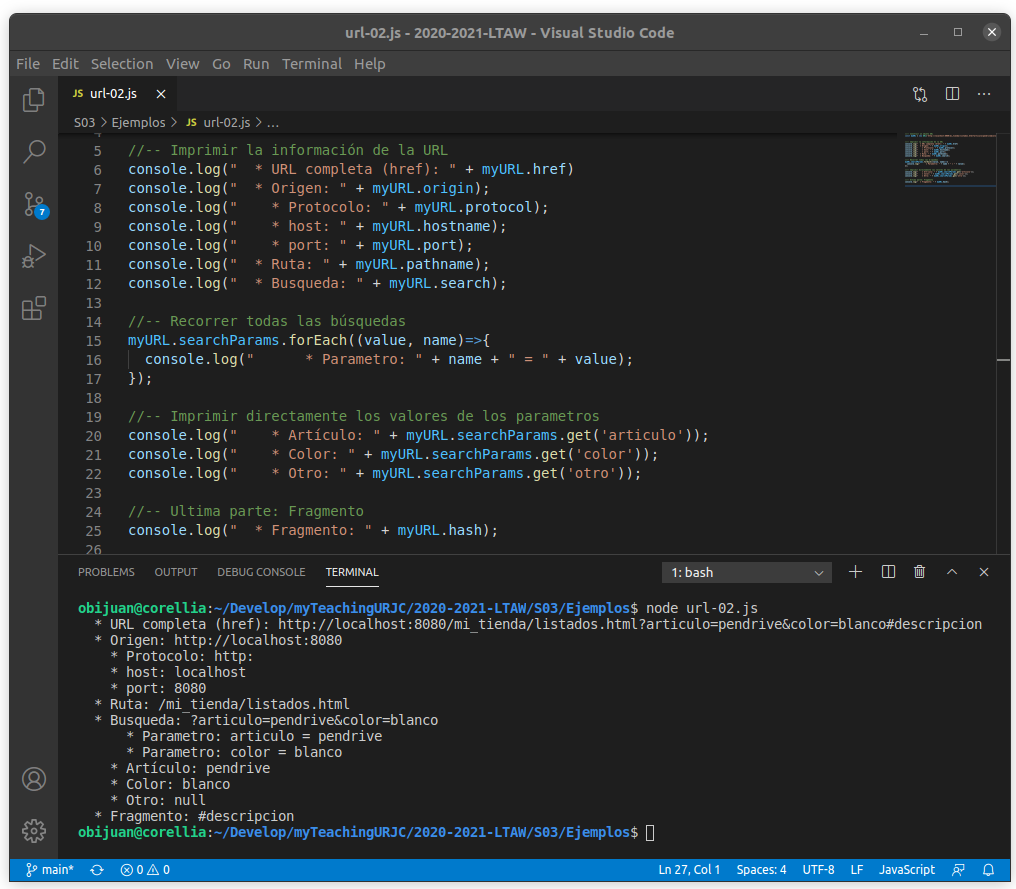 url-02.js - 2020-2021-LTAW - Visual Studio Code
File Edit Selection View Go Run Terminal Help
JS url-02.js
S03 > Ejemplos > JS url-02.js > ...
5 //-- Imprimir la información de la URL
6 console.log("  * URL completa (href): " + myURL.href)
7 console.log("  * Origen: " + myURL.origin);
8 console.log("    * Protocolo: " + myURL.protocol);
9 console.log("    * host: " + myURL.hostname);
10 console.log("    * port: " + myURL.port);
11 console.log("  * Ruta: " + myURL.pathname);
12 console.log("  * Busqueda: " + myURL.search);
13
14 //-- Recorrer todas las búsquedas
15 myURL.searchParams.forEach((value, name)=>{
16   console.log("      * Parametro: " + name + " = " + value);
17 });
18
19 //-- Imprimir directamente los valores de los parametros
20 console.log("    * Artículo: " + myURL.searchParams.get('articulo'));
21 console.log("    * Color: " + myURL.searchParams.get('color'));
22 console.log("    * Otro: " + myURL.searchParams.get('otro'));
23
24 //-- Ultima parte: Fragmento
25 console.log("  * Fragmento: " + myURL.hash);
26
7
PROBLEMS OUTPUT DEBUG CONSOLE TERMINAL 1: bash
obijuan@corellia:~/Develop/myTeachingURJC/2020-2021-LTAW/S03/Ejemplos$ node url-02.js
  * URL completa (href): http://localhost:8080/mi_tienda/listados.html?articulo=pendrive&color=blanco#descripcion
  * Origen: http://localhost:8080
    * Protocolo: http:
    * host: localhost
    * port: 8080
  * Ruta: /mi_tienda/listados.html
  * Busqueda: ?articulo=pendrive&color=blanco
      * Parametro: articulo = pendrive
      * Parametro: color = blanco
    * Artículo: pendrive
    * Color: blanco
    * Otro: null
  * Fragmento: #descripcion
obijuan@corellia:~/Develop/myTeachingURJC/2020-2021-LTAW/S03/Ejemplos$
main* 0 0 Ln 27, Col 1 Spaces: 4 UTF-8 LF JavaScript